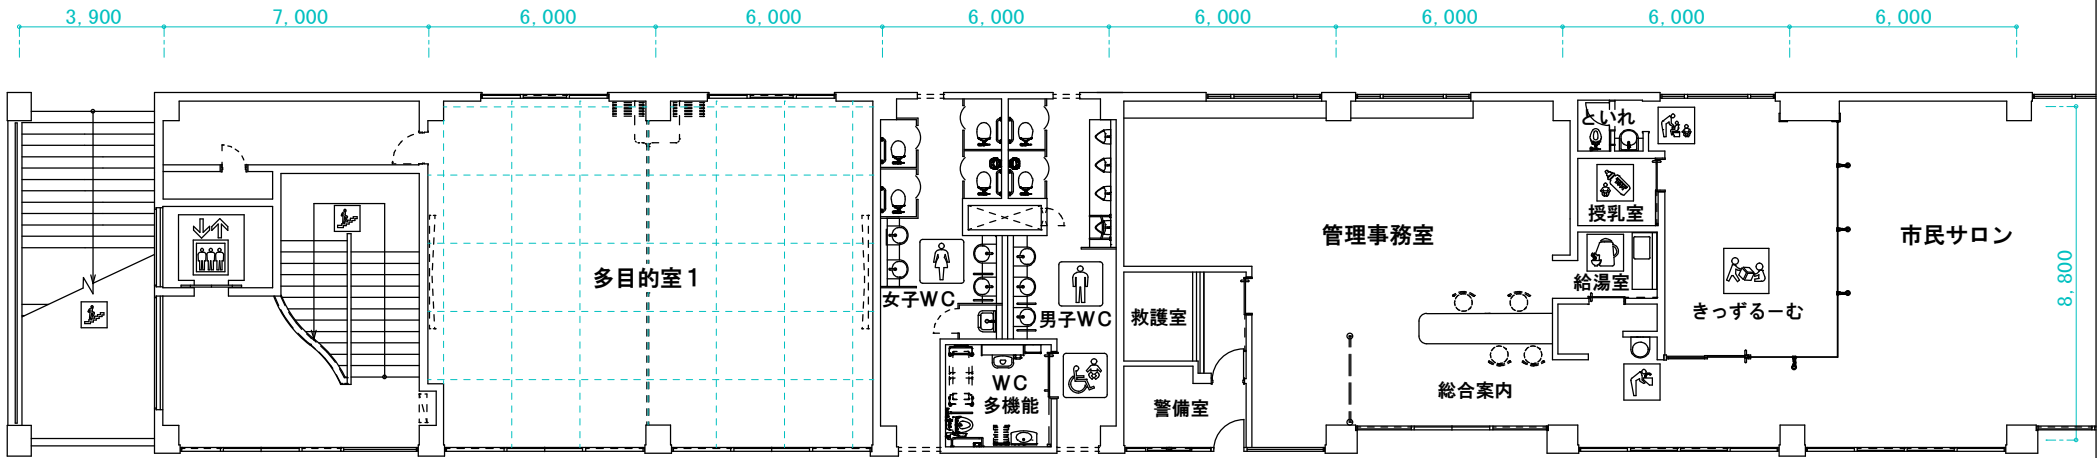 3,900
7,000
6,000
6,000
6,000
6,000
6,000
6,000
6,000
といれ
授乳室
管理事務室
市民サロン
多目的室1
給湯室
女子WC
男子WC
救護室
きっずるーむ
8,800
WC
多機能
総合案内
警備室